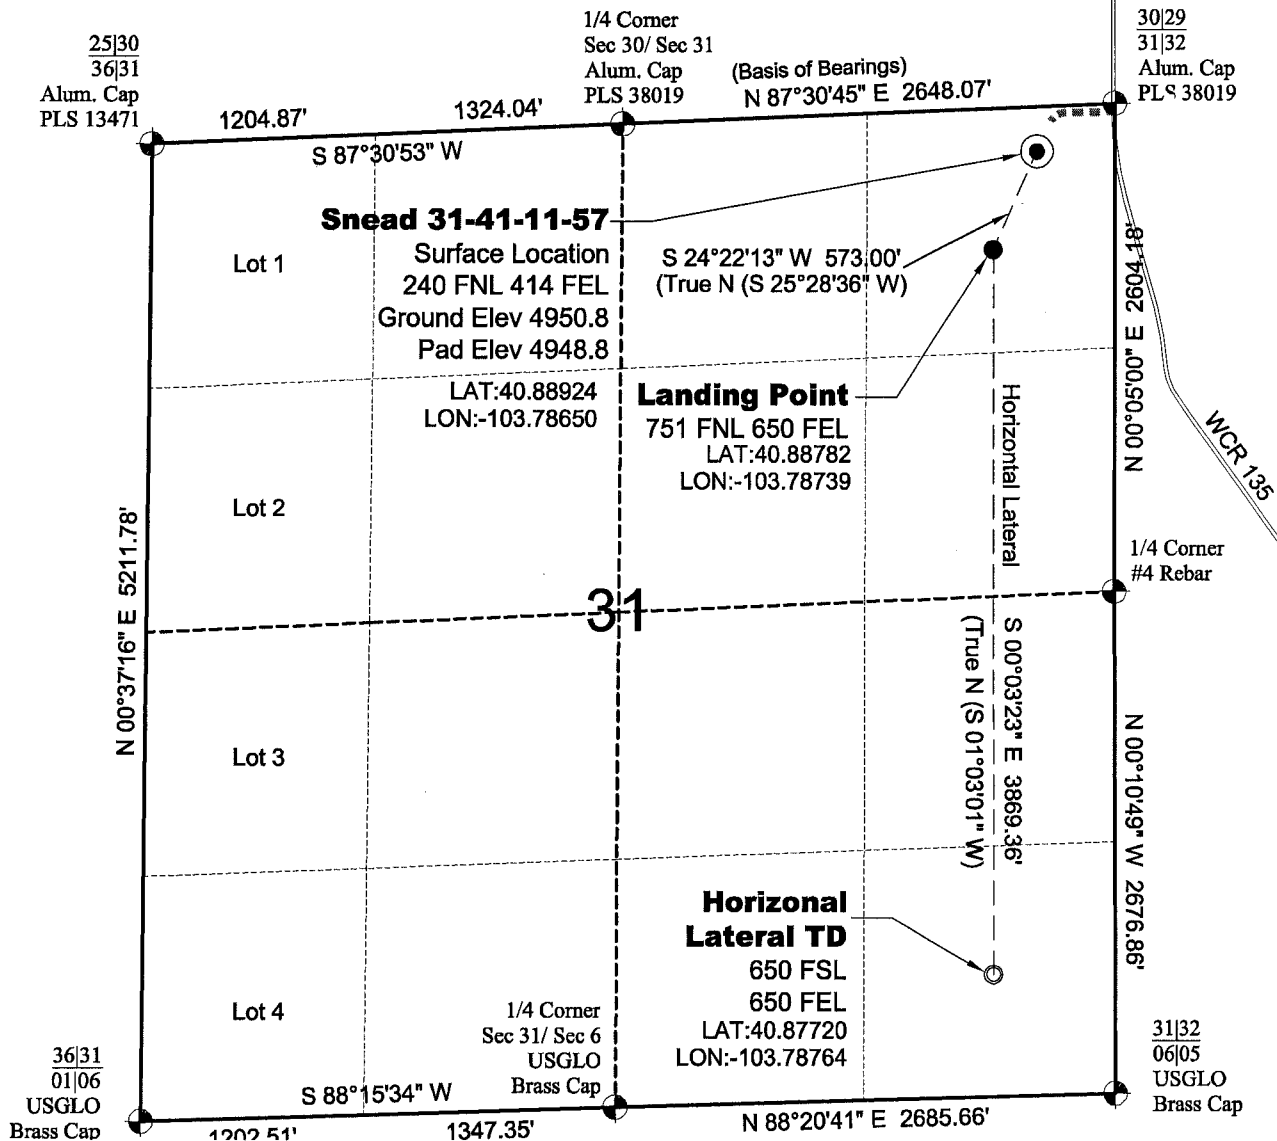 25|30
36|31
Alum. Cap
PLS 13471
1/4 Corner
Sec 30/ Sec 31
Alum. Cap
PLS 38019
30|29
31|32
Alum. Cap
PLS 38019
(Basis of Bearings)
N 87°30'45" E 2648.07'
1204.87'
1324.04'
S 87°30'53" W
Snead 31-41-11-57
Surface Location
240 FNL 414 FEL
Ground Elev 4950.8
Pad Elev 4948.8
LAT:40.88924
LON:-103.78650
Lot 1
S 24°22'13" W 573.00'
(True N (S 25°28'36" W)
N 00°05'00" E 2604.18'
Landing Point
751 FNL 650 FEL
LAT:40.88782
LON:-103.78739
Horizontal Lateral
WCR 135
Lot 2
N 00°37'16" E 5211.78'
1/4 Corner
#4 Rebar
31
S 00°03'23" E 3869.36'
(True N (S 01°03'01" W)
Lot 3
N 00°10'49" W 2676.86'
Horizonal
Lateral TD
650 FSL
650 FEL
LAT:40.87720
LON:-103.78764
Lot 4
1/4 Corner
Sec 31/ Sec 6
USGLO
Brass Cap
36|31
01|06
USGLO
Brass Cap
31|32
06|05
USGLO
Brass Cap
S 88°15'34" W
1202.51'
1347.35'
N 88°20'41" E 2685.66'